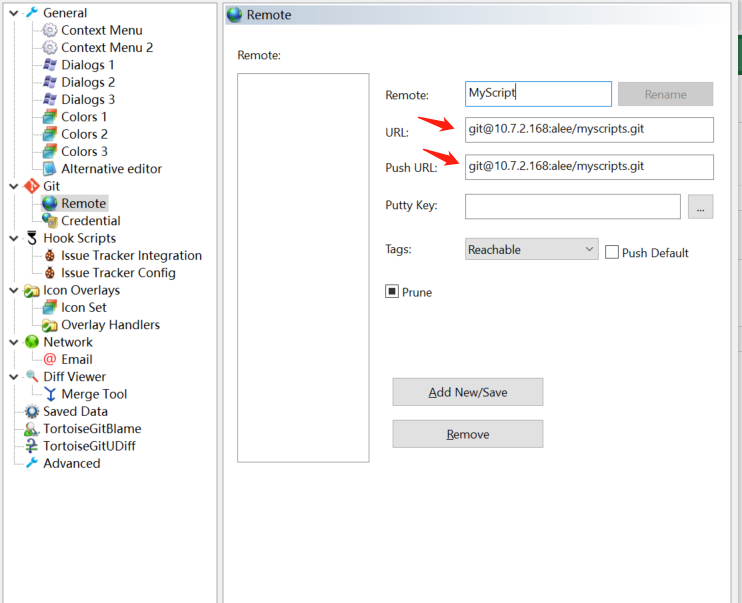 General
Context Menu
Context Menu 2
Dialogs 1
Dialogs 2
Dialogs 3
Colors 1
Colors 2
Colors 3
Alternative editor
Git
Remote
Credential
Hook Scripts
Issue Tracker Integration
Issue Tracker Config
Icon Overlays
Icon Set
Overlay Handlers
Network
Email
Diff Viewer
Merge Tool
Saved Data
TortoiseGitBlame
TortoiseGitUDiff
Advanced
Remote
Remote:
Remote: MyScript Rename
URL: git@10.7.2.168:alee/myscripts.git
Push URL: git@10.7.2.168:alee/myscripts.git
Putty Key: ...
Tags: Reachable Push Default
Prune
Add New/Save
Remove